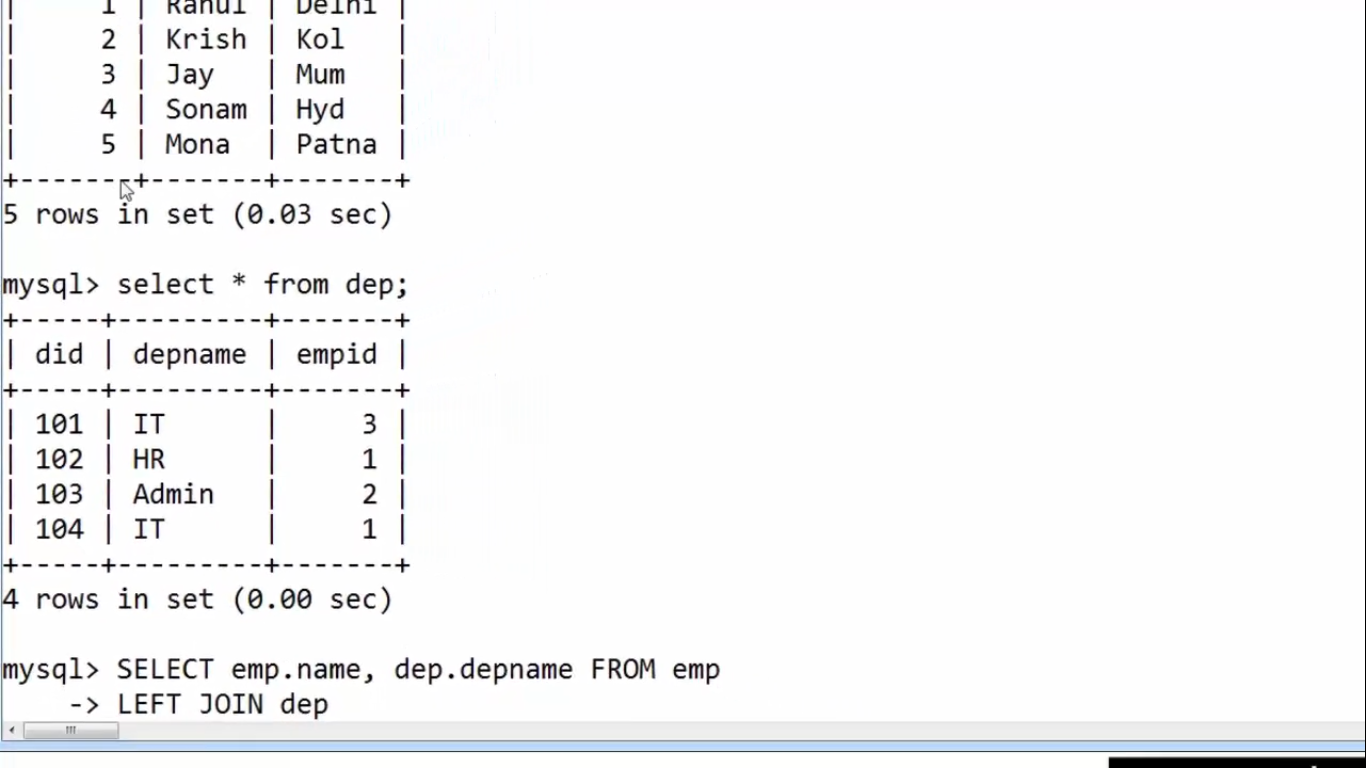 |     1 | Rahul | Delhi |
|     2 | Krish | Kol   |
|     3 | Jay   | Mum   |
|     4 | Sonam | Hyd   |
|     5 | Mona  | Patna |
+-------+-------+-------+
5 rows in set (0.03 sec)
mysql> select * from dep;
+-----+---------+-------+
| did | depname | empid |
+-----+---------+-------+
| 101 | IT      |     3 |
| 102 | HR      |     1 |
| 103 | Admin   |     2 |
| 104 | IT      |     1 |
+-----+---------+-------+
4 rows in set (0.00 sec)
mysql> SELECT emp.name, dep.depname FROM emp
    -> LEFT JOIN dep